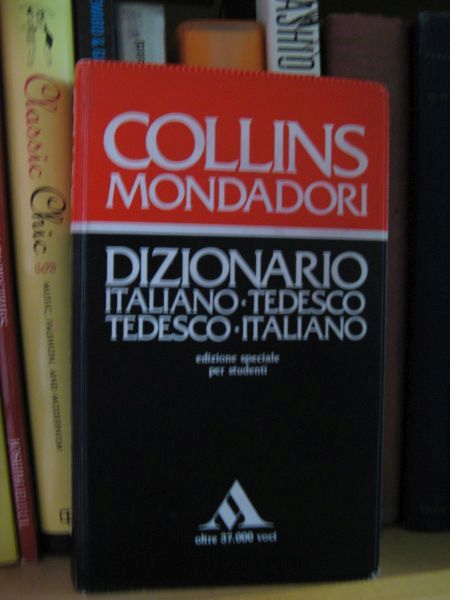 COLLINS
MONDADORI
DIZIONARIO
ITALIANO·TEDESCO
TEDESCO·ITALIANO
edizione speciale
per studenti
oltre 37.000 voci
Classic Chic
MUSIC, FASHION, AND MODERNISM